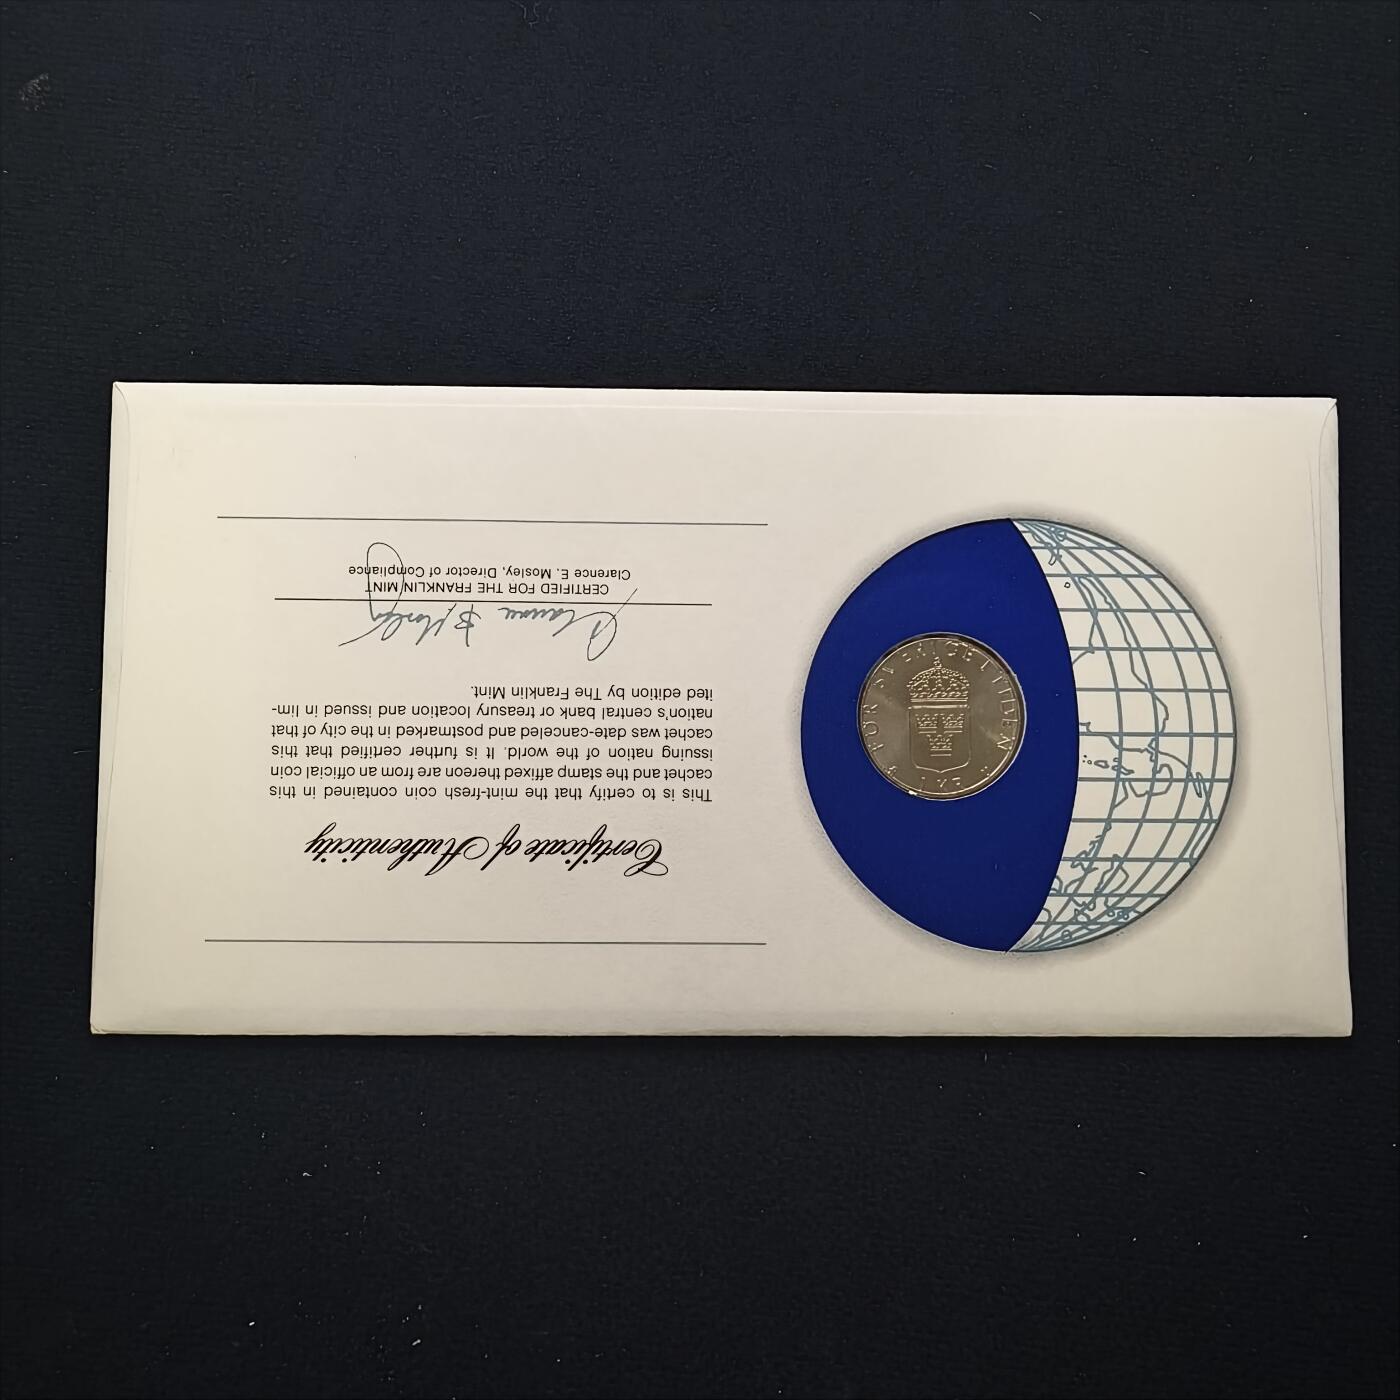 Certificate of Authenticity
This is to certify that the mint-fresh coin contained in this
cachet and the stamp affixed thereon are from an official coin
issuing nation of the world. It is further certified that this
cachet was date-canceled and postmarked in the city of that
nation's central bank or treasury location and issued in lim-
ited edition by The Franklin Mint.
CERTIFIED FOR THE FRANKLIN MINT
Clarence E. Mosley, Director of Compliance
FÖR SVERIGE I TIDEN
1 KR